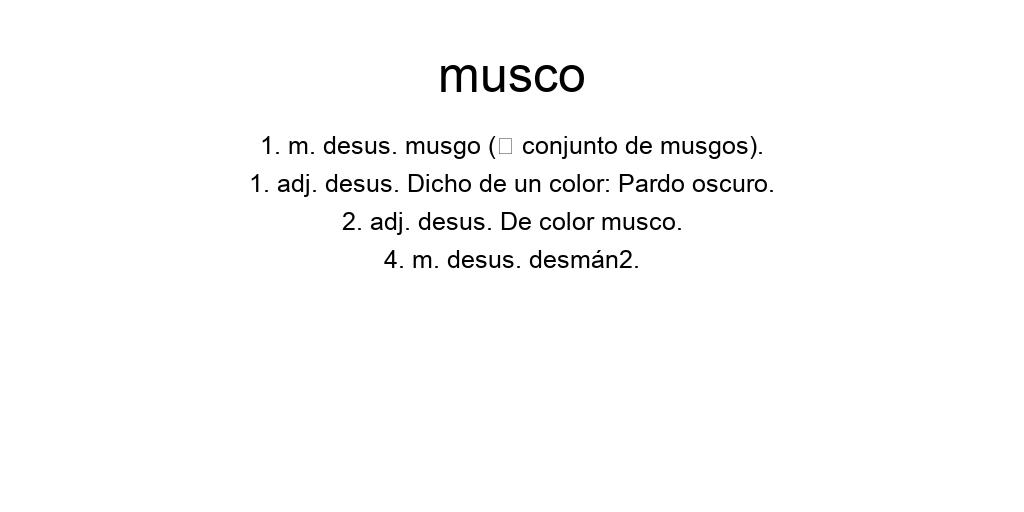 musco
1. m. desus. musgo (▯ conjunto de musgos).
1. adj. desus. Dicho de un color: Pardo oscuro.
2. adj. desus. De color musco.
4. m. desus. desmán2.